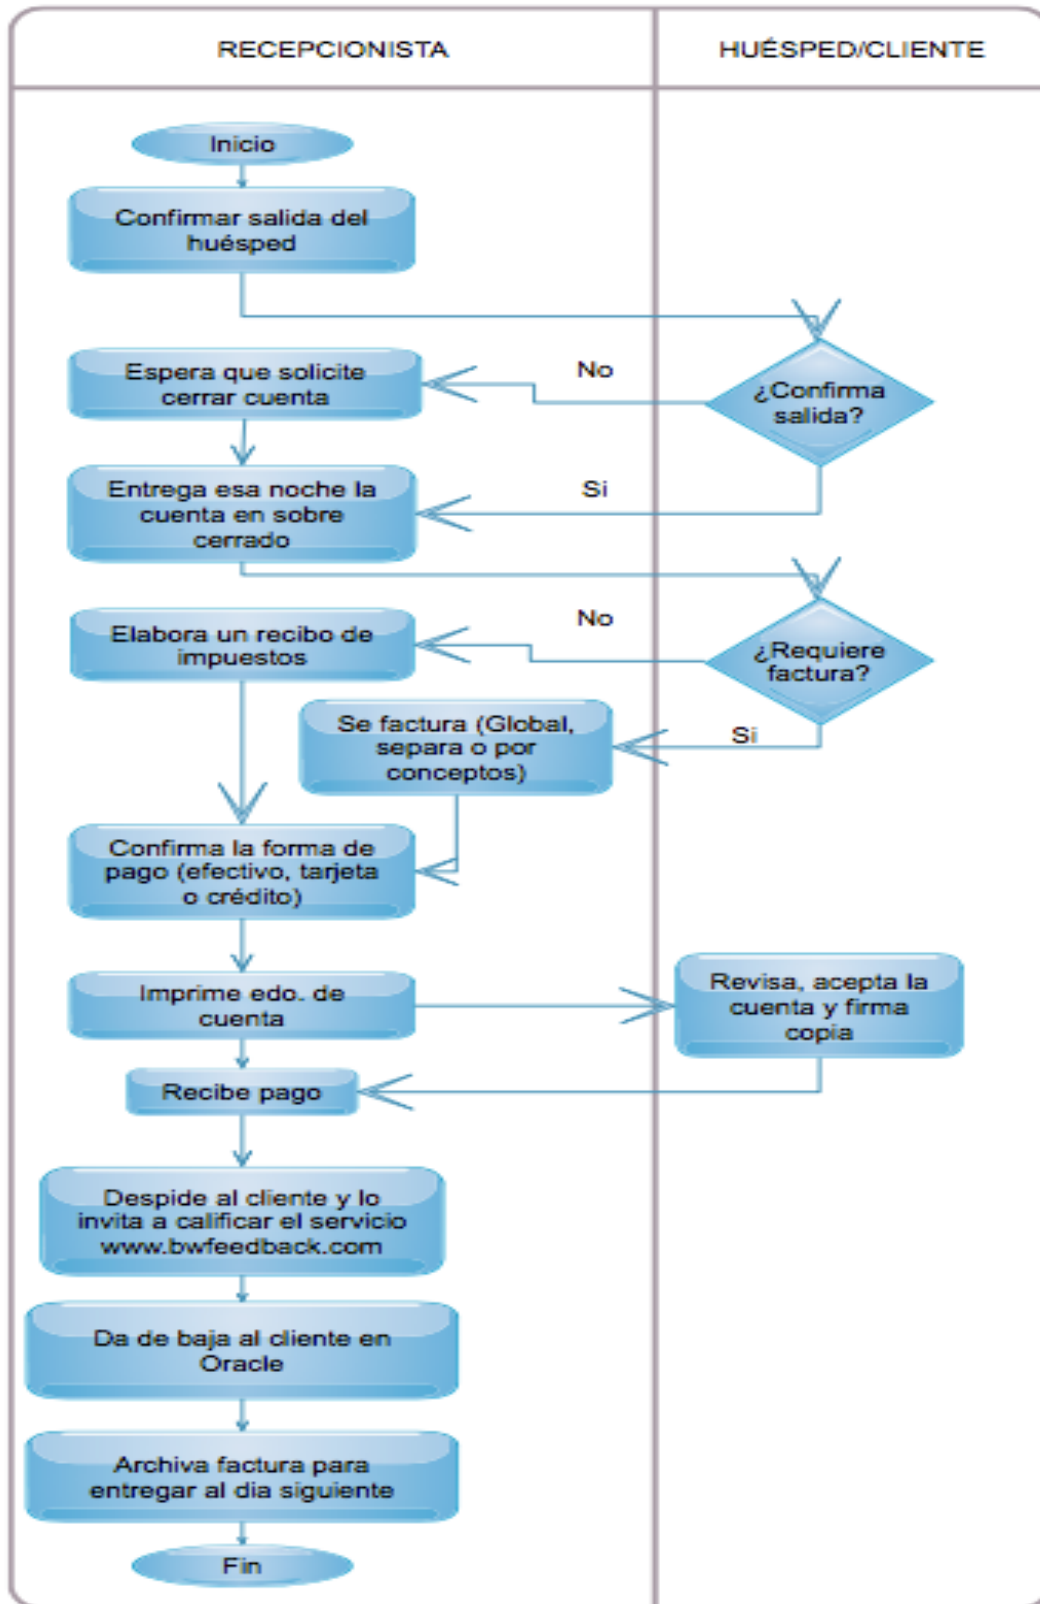 RECEPCIONISTA
HUÉSPED/CLIENTE
Inicio
Confirmar salida del
huésped
¿Confirma
salida?
No
Espera que solicite
cerrar cuenta
Si
Entrega esa noche la
cuenta en sobre
cerrado
¿Requiere
factura?
No
Elabora un recibo de
impuestos
Si
Se factura (Global,
separa o por
conceptos)
Confirma la forma de
pago (efectivo, tarjeta
o crédito)
Imprime edo. de
cuenta
Revisa, acepta la
cuenta y firma
copia
Recibe pago
Despide al cliente y lo
invita a calificar el servicio
www.bwfeedback.com
Da de baja al cliente en
Oracle
Archiva factura para
entregar al dia siguiente
Fin